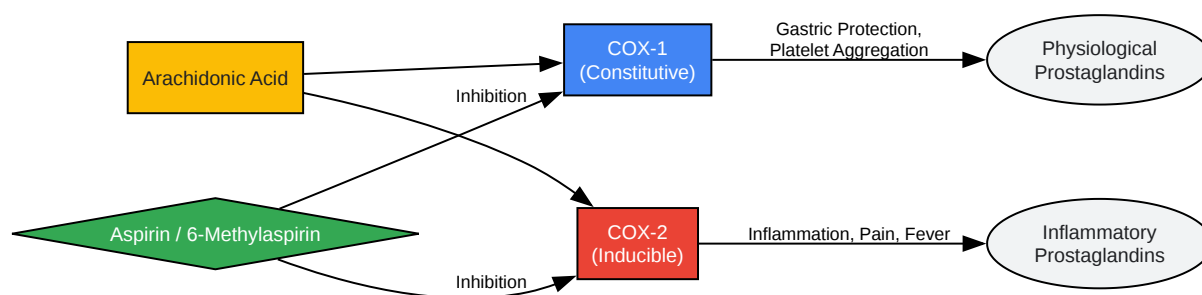 Arachidonic Acid
COX-1
(Constitutive)
Gastric Protection,
Platelet Aggregation
Physiological
Prostaglandins
Inhibition
Aspirin / 6-Methylaspirin
COX-2
(Inducible)
Inflammation, Pain, Fever
Inflammatory
Prostaglandins
Inhibition